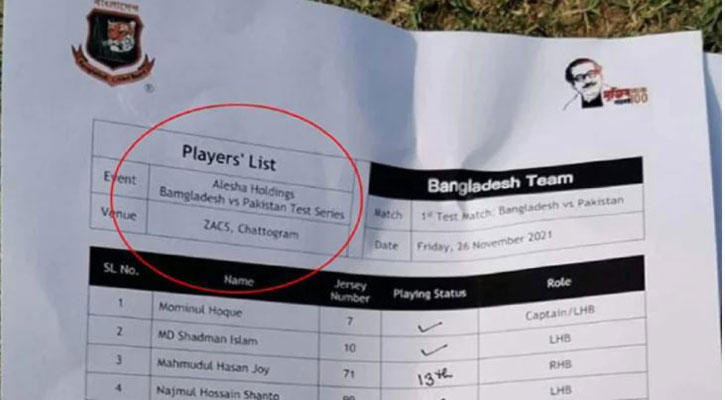 বাংলাদেশ
®
মুজিব
100
Players' List
Event
Alesha Holdings
Bamgladesh vs Pakistan Test Series
Venue
ZACS, Chattogram
Bangladesh Team
Match
1st Test Match, Bangladesh vs Pakistan
Date
Friday, 26 November 2021
SL No.
Name
Jersey
Number
Playing Status
Role
1
Mominul Hoque
7
Captain/LHB
2
MD Shadman Islam
10
LHB
3
Mahmudul Hasan Joy
71
13th
RHB
4
Najmul Hossain Shanto
LHB